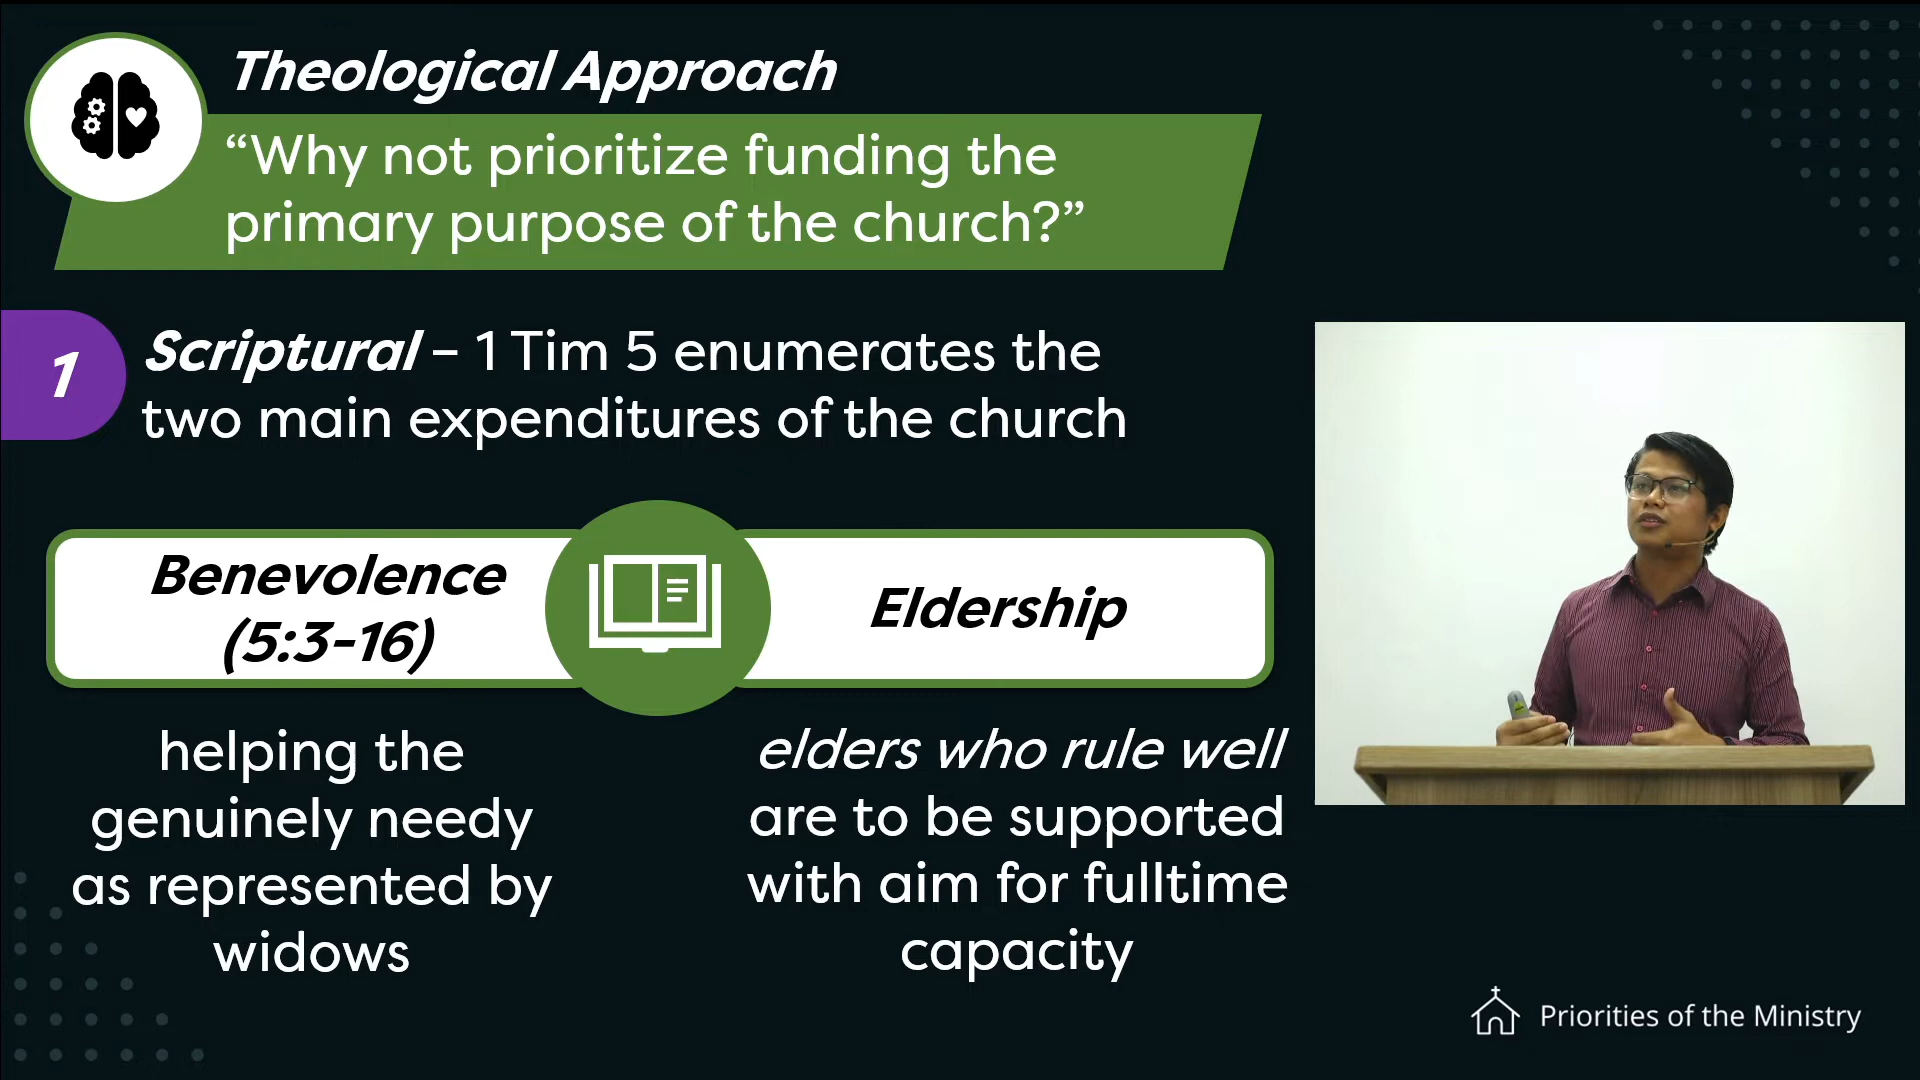 Theological Approach
“Why not prioritize funding the
primary purpose of the church?”
1
Scriptural – 1 Tim 5 enumerates the
two main expenditures of the church
Benevolence
(5:3-16)
Eldership
helping the
genuinely needy
as represented by
widows
elders who rule well
are to be supported
with aim for fulltime
capacity
Priorities of the Ministry